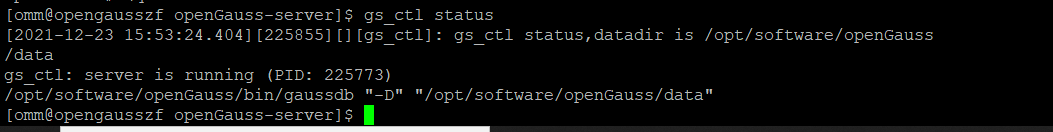 [omm@opengausszf openGauss-server]$ gs_ctl status
[2021-12-23 15:53:24.404][225855][][gs_ctl]: gs_ctl status,datadir is /opt/software/openGauss
/data
gs_ctl: server is running (PID: 225773)
/opt/software/openGauss/bin/gaussdb "-D" "/opt/software/openGauss/data"
[omm@opengausszf openGauss-server]$